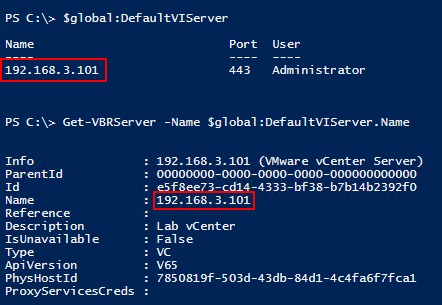 PS C:\> $global:DefaultVIServer
Name Port User
---- ---- ----
192.168.3.101 443 Administrator
PS C:\> Get-VBRServer -Name $global:DefaultVIServer.Name
Info : 192.168.3.101 (VMware vCenter Server)
ParentId : 00000000-0000-0000-0000-000000000000
Id : e5f8ee73-cd14-4333-bf38-b7b14b2392f0
Name : 192.168.3.101
Reference :
Description : Lab vCenter
IsUnavailable : False
Type : VC
ApiVersion : V65
PhysHostId : 7850819f-503d-43db-84d1-4c4fa6f7fca1
ProxyServicesCreds :